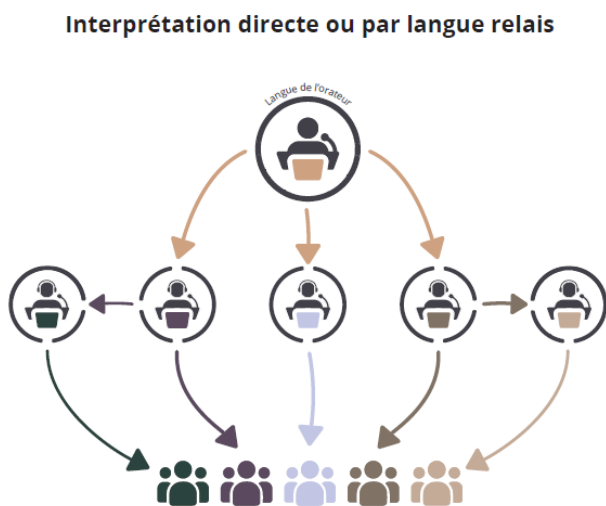 Interprétation directe ou par langue relais
Langue de l'orateur